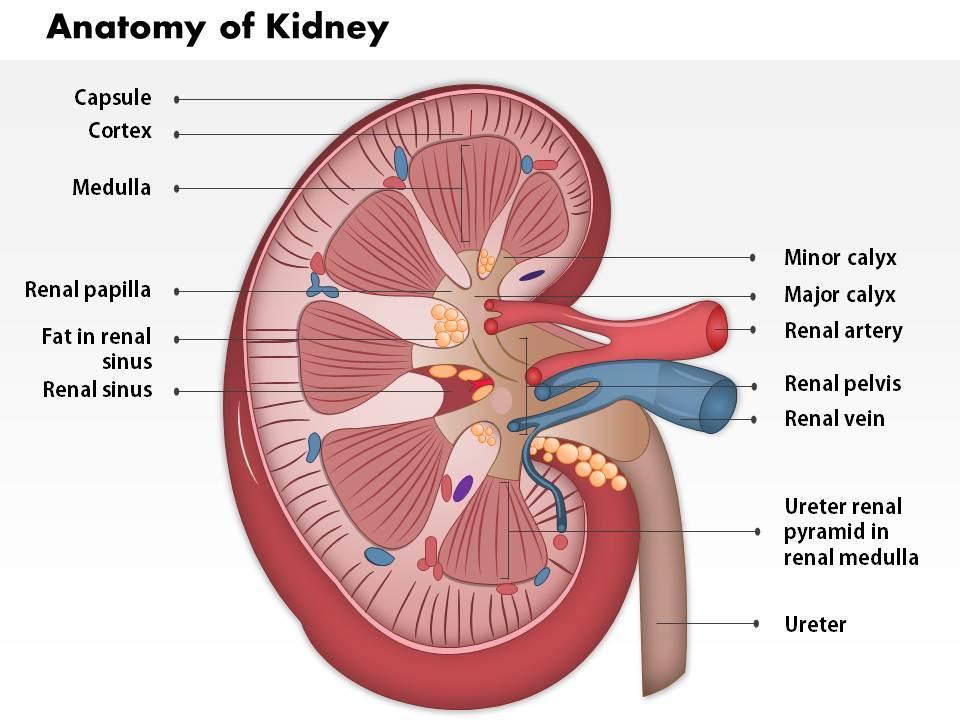 Anatomy of Kidney
Capsule
Cortex
Medulla
Renal papilla
Fat in renal
sinus
Renal sinus
Minor calyx
Major calyx
Renal artery
Renal pelvis
Renal vein
Ureter renal
pyramid in
renal medulla
Ureter